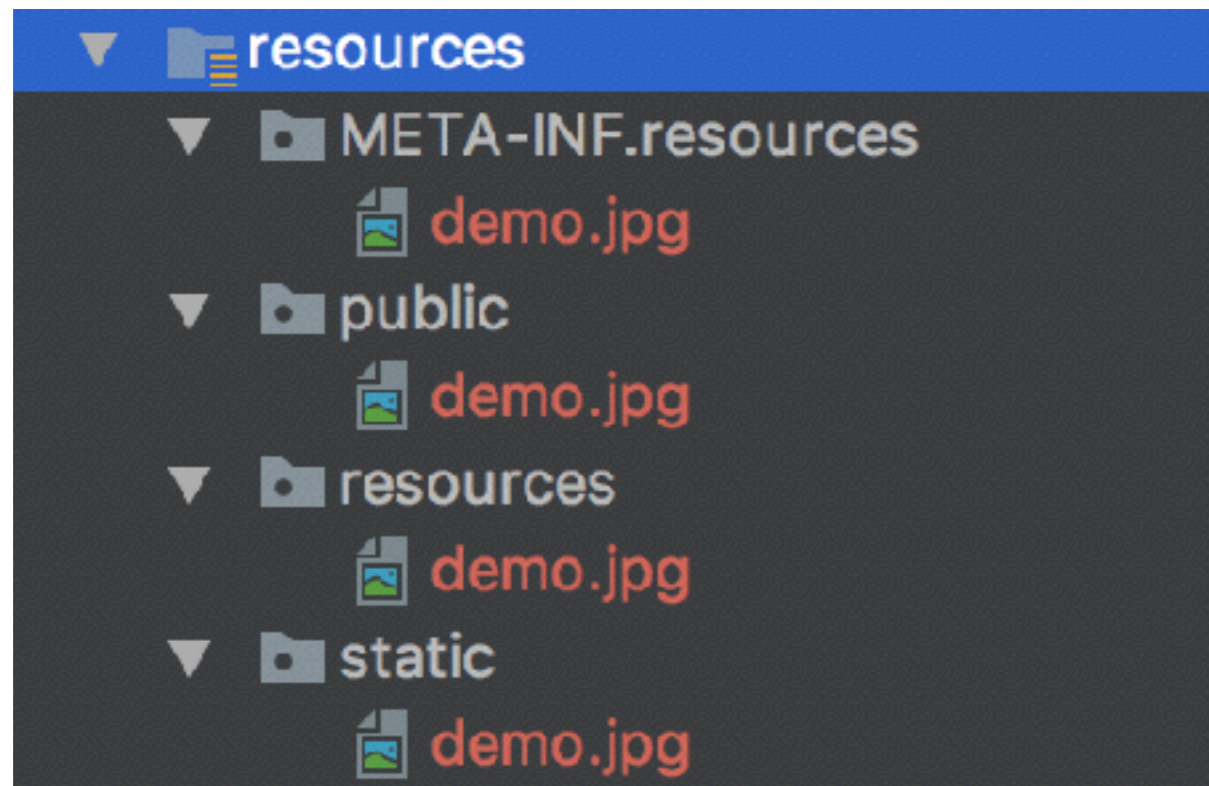 resources
META-INF.resources
demo.jpg
public
demo.jpg
resources
demo.jpg
static
demo.jpg